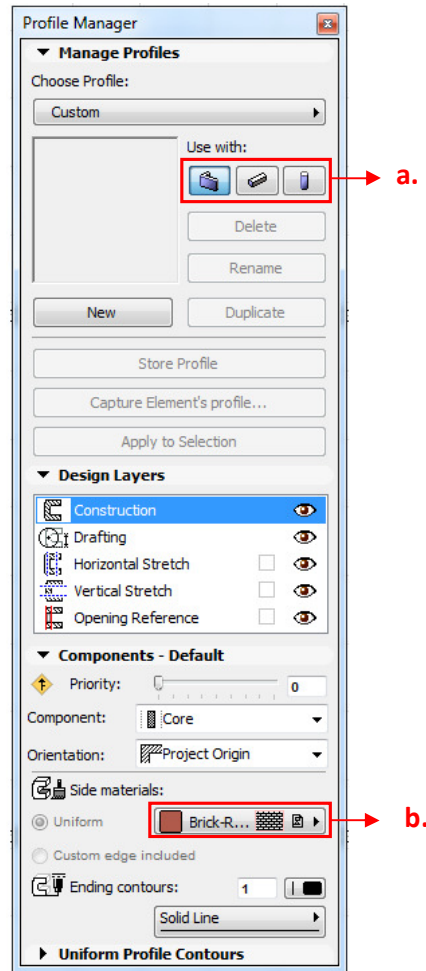 Profile Manager
Manage Profiles
Choose Profile:
Custom
Use with:
a.
Delete
Rename
New
Duplicate
Store Profile
Capture Element's profile...
Apply to Selection
Design Layers
Construction
Drafting
Horizontal Stretch
Vertical Stretch
Opening Reference
Components - Default
Priority:
0
Component:
Core
Orientation:
Project Origin
Side materials:
Uniform
Brick-R...
b.
Custom edge included
Ending contours:
1
Solid Line
Uniform Profile Contours